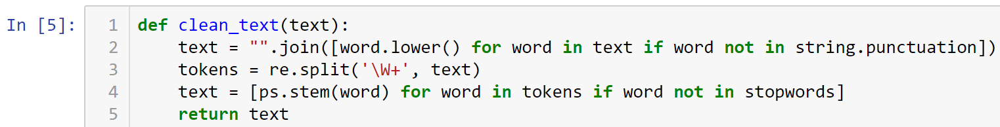 In [5]: 1 def clean_text(text):
2 text = "".join([word.lower() for word in text if word not in string.punctuation])
3 tokens = re.split('\W+', text)
4 text = [ps.stem(word) for word in tokens if word not in stopwords]
5 return text